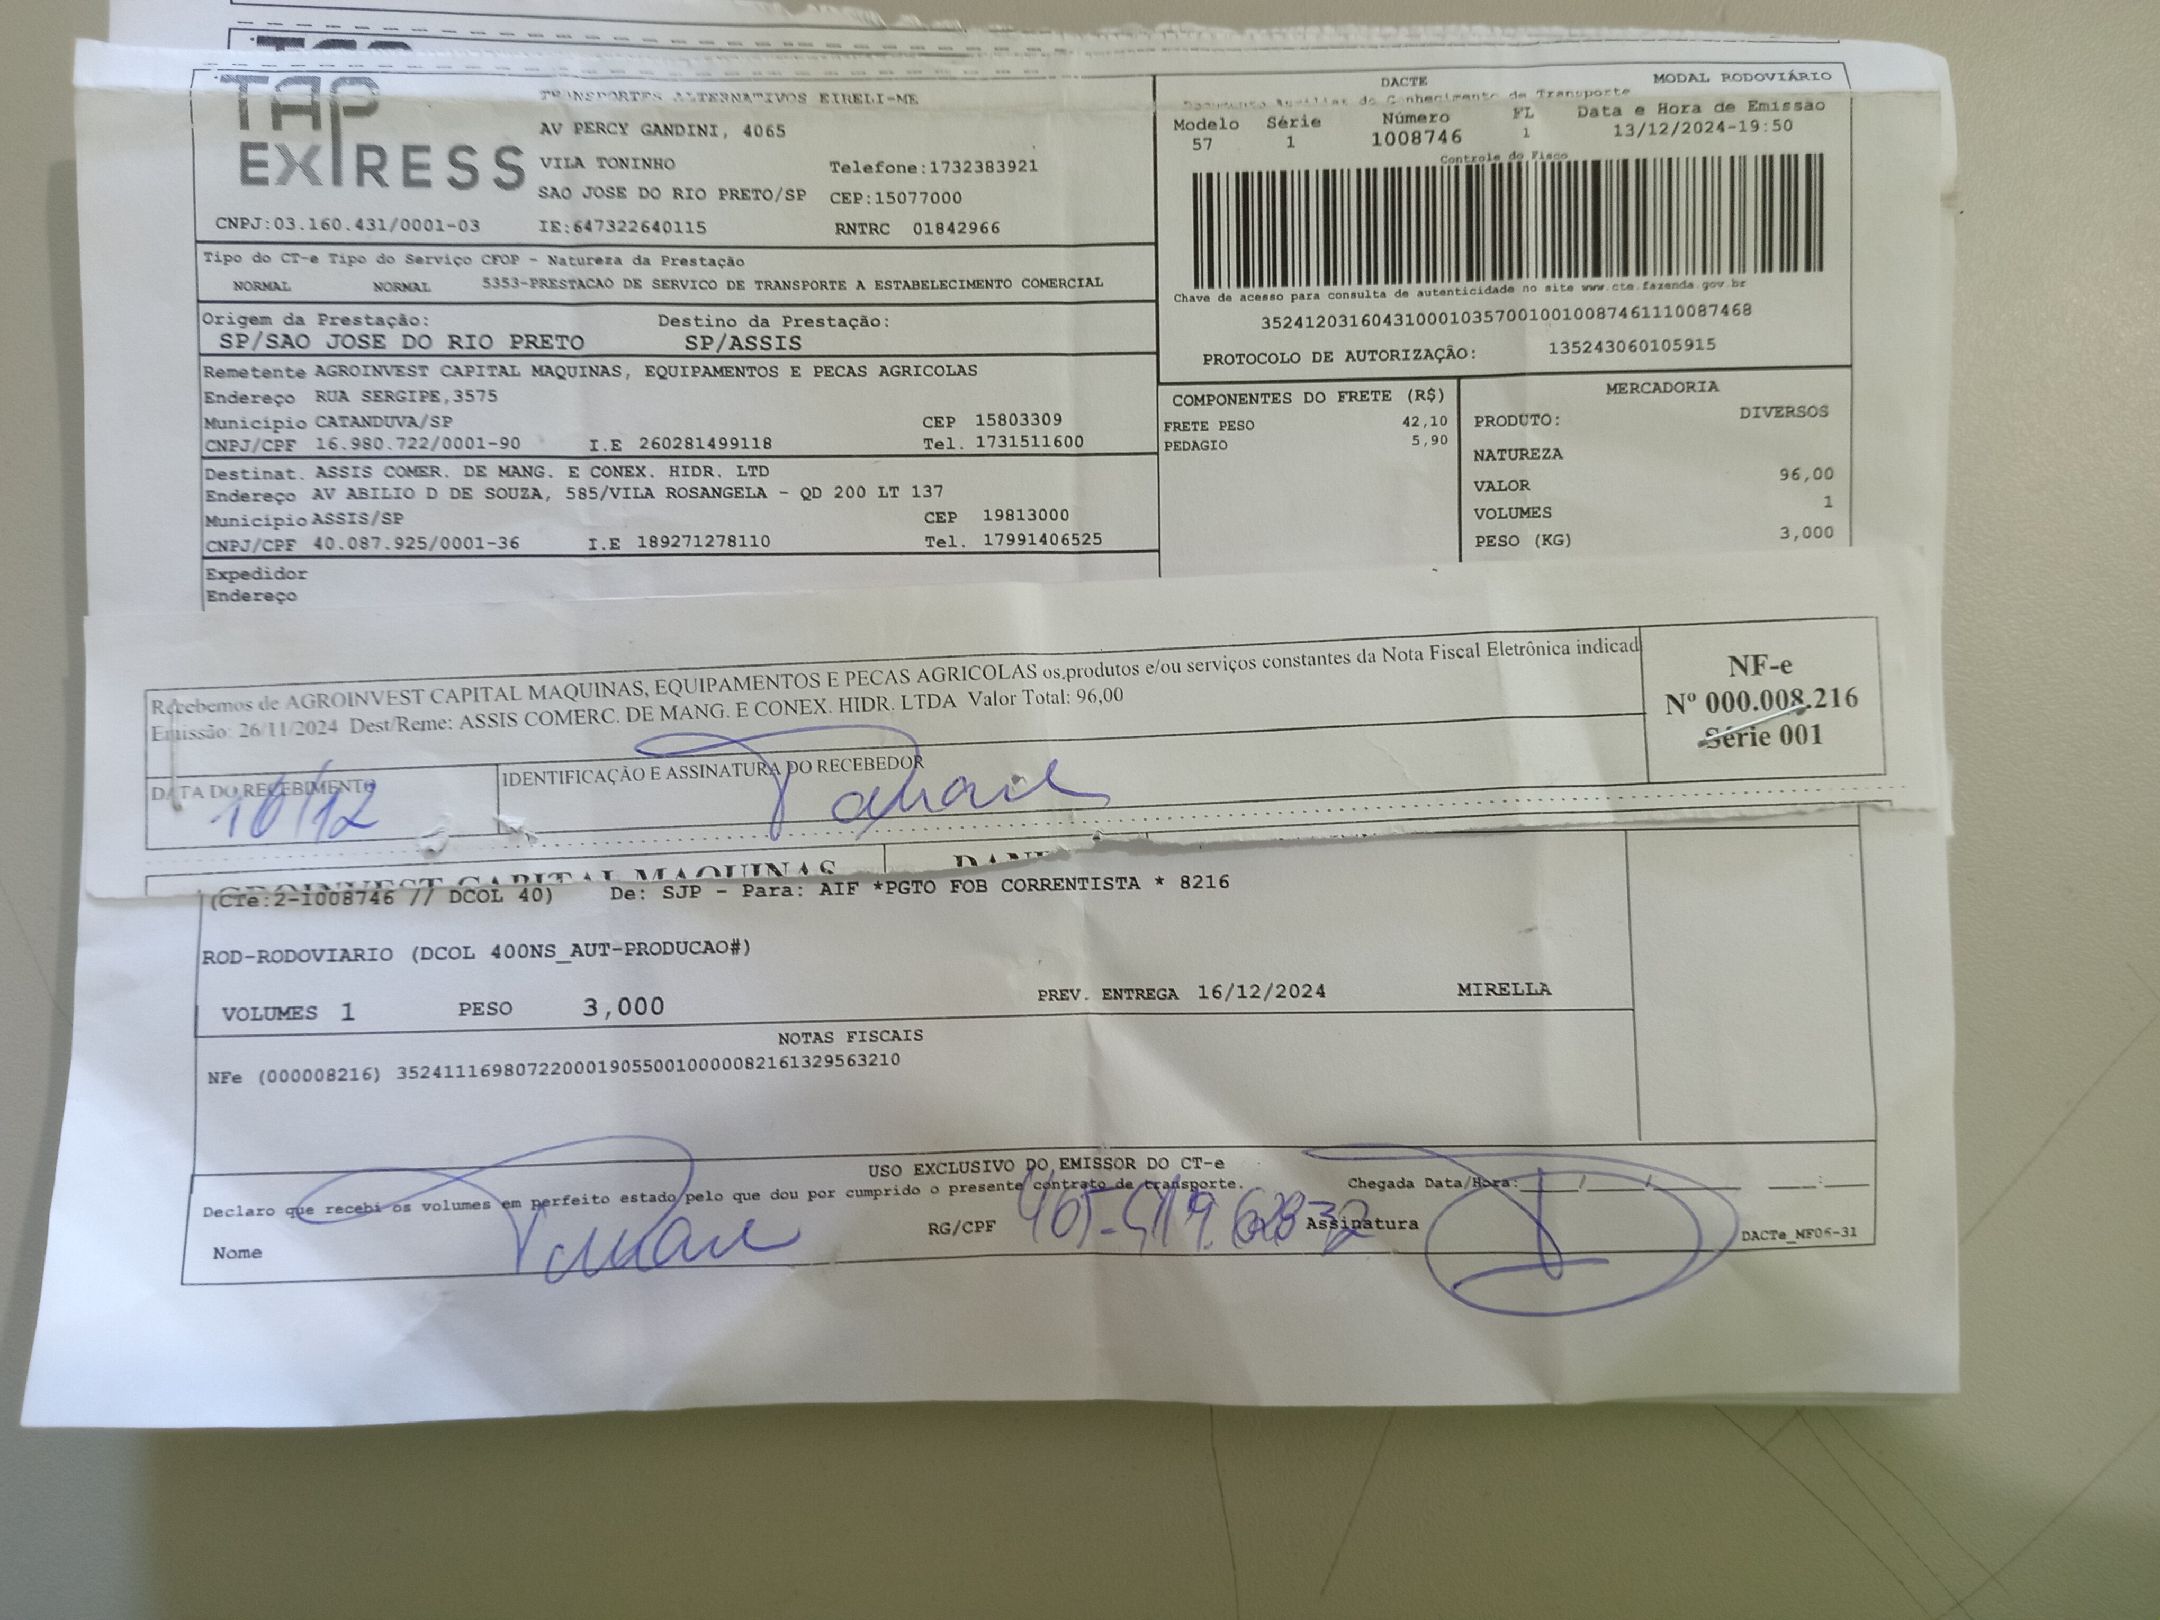 TAP EXPRESS
TRANSPORTES ALTERNATIVOS EIRELI-ME
AV PERCY GANDINI, 4065
VILA TONINHO Telefone:1732383921
SAO JOSE DO RIO PRETO/SP CEP:15077000
CNPJ:03.160.431/0001-03 IE:647322640115 RNTRC 01842966
DACTE MODAL RODOVIÁRIO
Documento Auxiliar do Conhecimento de Transporte
Modelo Série Número FL Data e Hora de Emissão
57 1 1008746 1 13/12/2024-19:50
Controle do Fisco
Chave de acesso para consulta de autenticidade no site www.cte.fazenda.gov.br
35241203160431000103570010010087461110087468
PROTOCOLO DE AUTORIZAÇÃO: 135243060105915
Tipo do CT-e Tipo do Serviço CFOP - Natureza da Prestação
NORMAL NORMAL 5353-PRESTACAO DE SERVICO DE TRANSPORTE A ESTABELECIMENTO COMERCIAL
Origem da Prestação: Destino da Prestação:
SP/SAO JOSE DO RIO PRETO SP/ASSIS
Remetente AGROINVEST CAPITAL MAQUINAS, EQUIPAMENTOS E PECAS AGRICOLAS
Endereço RUA SERGIPE,3575
Município CATANDUVA/SP CEP 15803309
CNPJ/CPF 16.980.722/0001-90 I.E 260281499118 Tel. 1731511600
Destinat. ASSIS COMER. DE MANG. E CONEX. HIDR. LTD
Endereço AV ABILIO D DE SOUZA, 585/VILA ROSANGELA - QD 200 LT 137
Município ASSIS/SP CEP 19813000
CNPJ/CPF 40.087.925/0001-36 I.E 189271278110 Tel. 17991406525
Expedidor
Endereço
COMPONENTES DO FRETE (R$)
FRETE PESO 42,10
PEDAGIO 5,90
MERCADORIA
PRODUTO: DIVERSOS
NATUREZA
VALOR 96,00
VOLUMES 1
PESO (KG) 3,000
Recebemos de AGROINVEST CAPITAL MAQUINAS, EQUIPAMENTOS E PECAS AGRICOLAS os produtos e/ou serviços constantes da Nota Fiscal Eletrônica indicad
Emissão: 26/11/2024 Dest/Reme: ASSIS COMERC. DE MANG. E CONEX. HIDR. LTDA Valor Total: 96,00
NF-e
Nº 000.008.216
Série 001
DATA DO RECEBIMENTO IDENTIFICAÇÃO E ASSINATURA DO RECEBEDOR
CAPITAL MAQUINAS
(CTe:2-1008746 // DCOL 40) De: SJP - Para: AIF *PGTO FOB CORRENTISTA * 8216
ROD-RODOVIARIO (DCOL 400NS_AUT-PRODUCAO#)
VOLUMES 1 PESO 3,000 PREV. ENTREGA 16/12/2024 MIRELLA
NOTAS FISCAIS
NFe (000008216) 35241116980722000190550010000082161329563210
USO EXCLUSIVO DO EMISSOR DO CT-e
Declaro que recebi os volumes em perfeito estado pelo que dou por cumprido o presente contrato de transporte. Chegada Data/Hora: / / :
Nome RG/CPF Assinatura DACTe_MF06-31